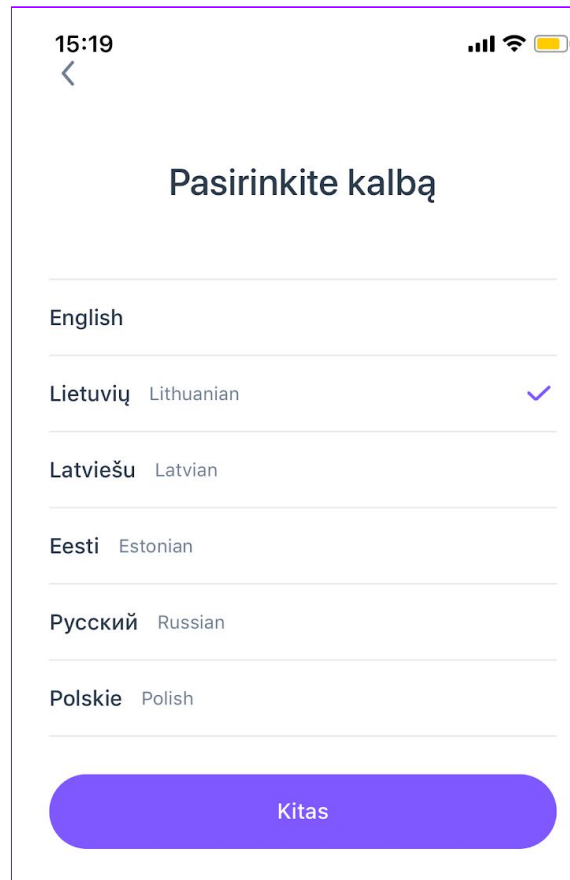 15:19
Pasirinkite kalbą
English
Lietuvių Lithuanian
Latviešu Latvian
Eesti Estonian
Русский Russian
Polskie Polish
Kitas